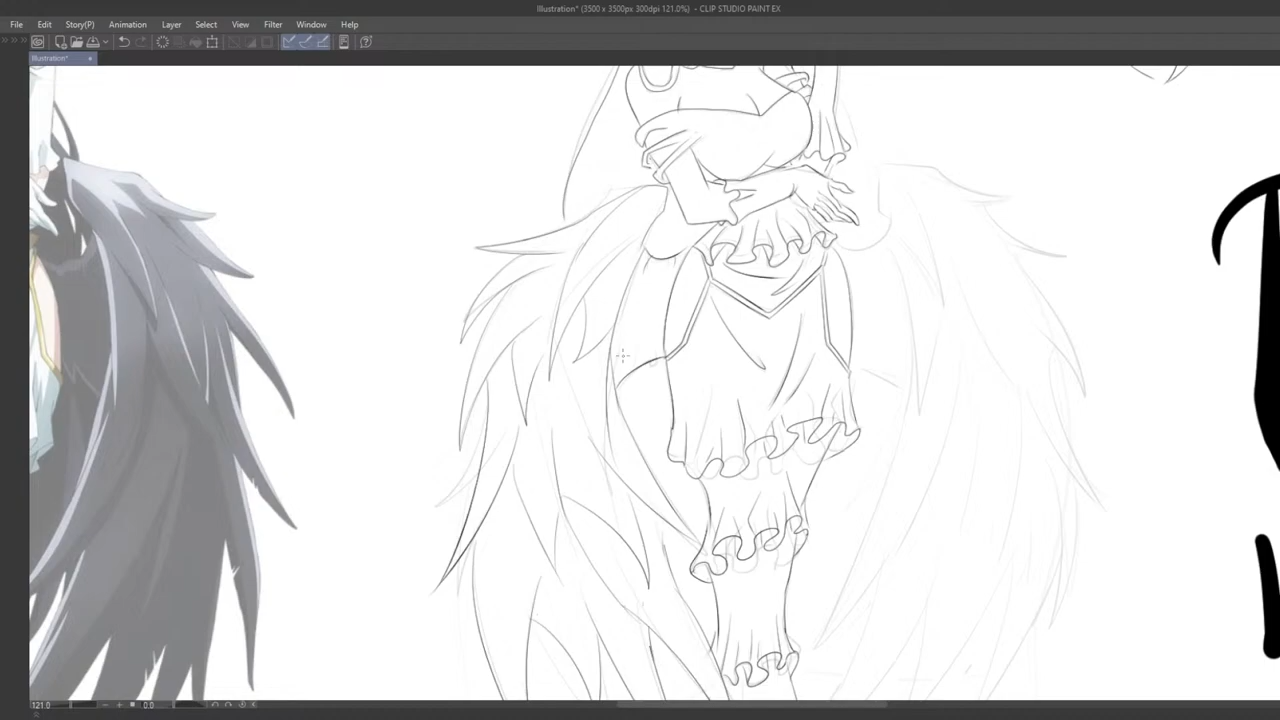 Illustration* (3500 x 3500px 300dpi 121.0%) - CLIP STUDIO PAINT EX
File Edit Story(P) Animation Layer Select View Filter Window Help
Illustration*
121.0 0.0